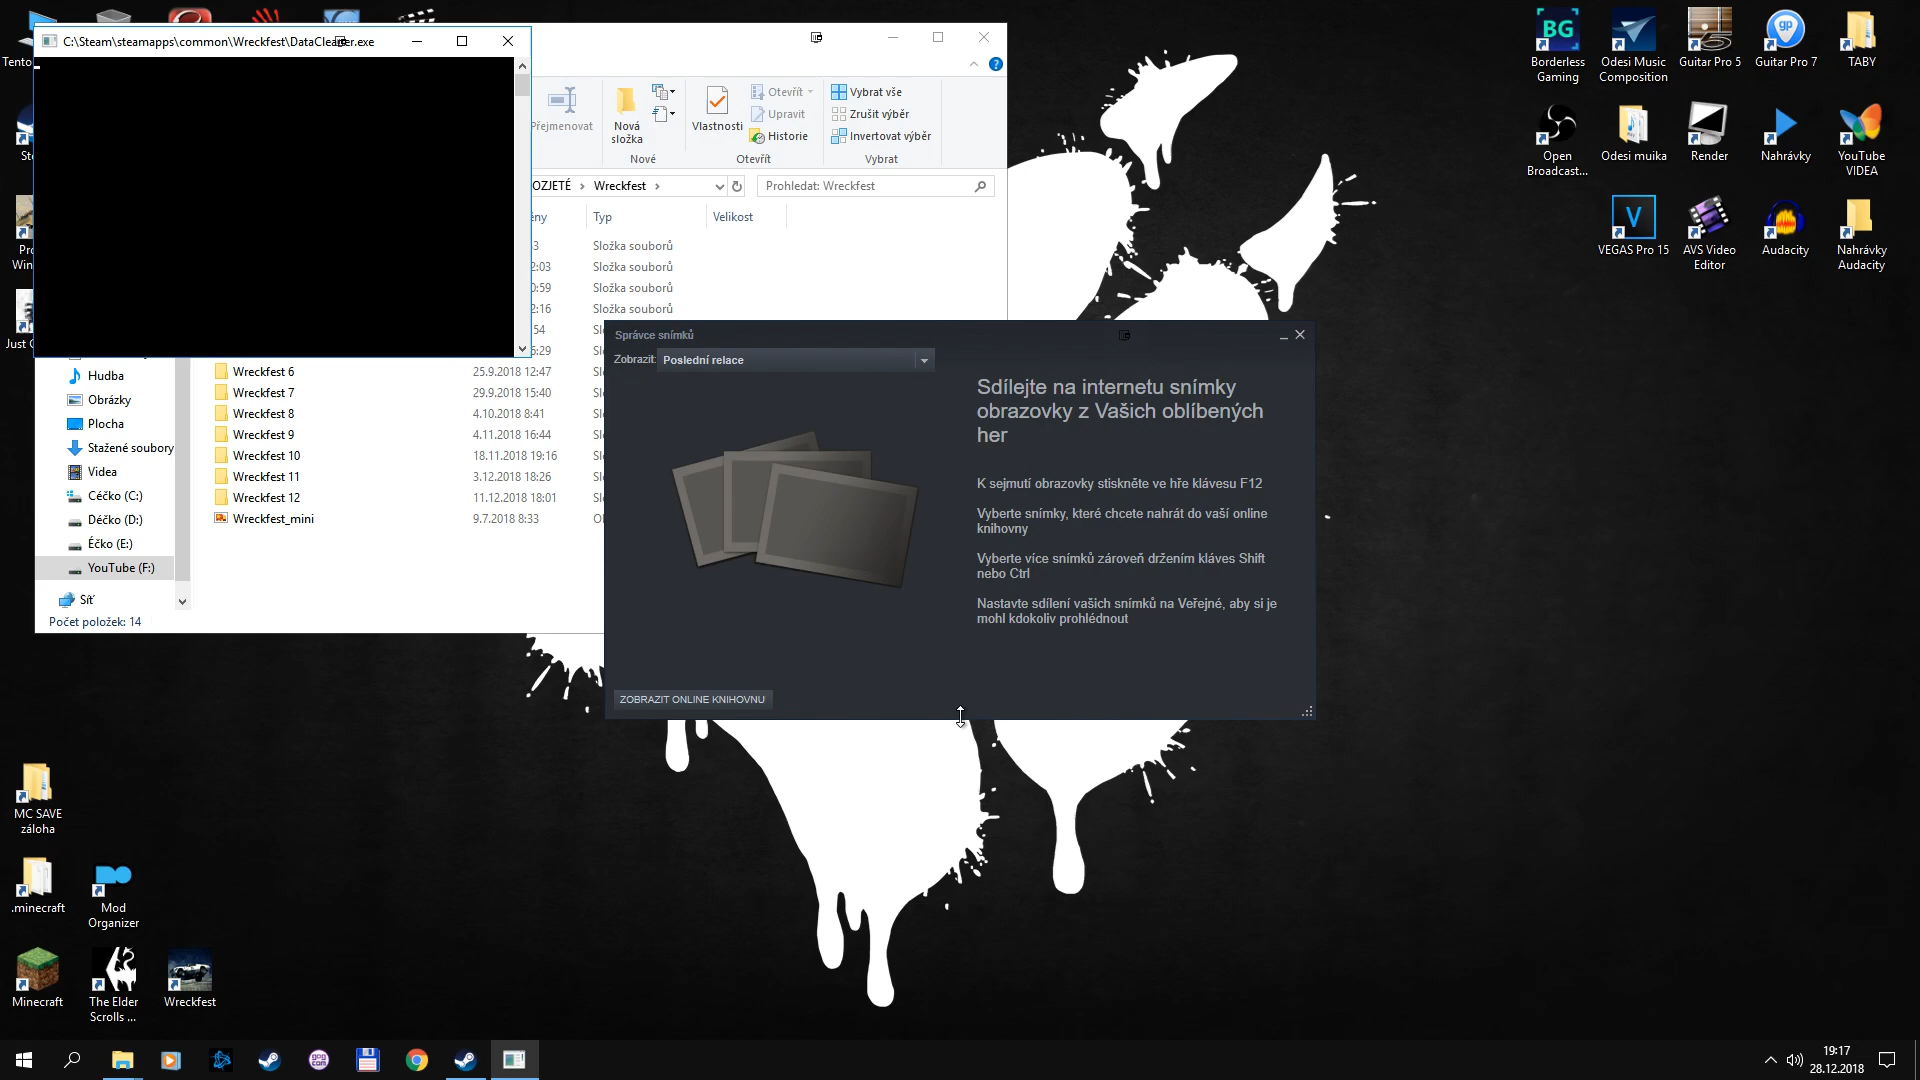 C:\Steam\steamapps\common\Wreckfest\DataCleaner.exe
Přejmenovat
Nová
složka
Nové
Vlastnosti
Otevřít
Upravit
Historie
Otevřít
Vybrat vše
Zrušit výběr
Invertovat výběr
Vybrat
OZJETÉ > Wreckfest >
Prohledat: Wreckfest
Typ
Velikost
Složka souborů
Složka souborů
Složka souborů
Složka souborů
Hudba
Obrázky
Plocha
Stažené soubory
Videa
Céčko (C:)
Déčko (D:)
Éčko (E:)
YouTube (F:)
Síť
Počet položek: 14
Wreckfest 6 25.9.2018 12:47
Wreckfest 7 29.9.2018 15:40
Wreckfest 8 4.10.2018 8:41
Wreckfest 9 4.11.2018 16:44
Wreckfest 10 18.11.2018 19:16
Wreckfest 11 3.12.2018 18:26
Wreckfest 12 11.12.2018 18:01
Wreckfest_mini 9.7.2018 8:33
Správce snímků
Zobrazit: Poslední relace
Sdílejte na internetu snímky
obrazovky z Vašich oblíbených
her
K sejmutí obrazovky stiskněte ve hře klávesu F12
Vyberte snímky, které chcete nahrát do vaší online
knihovny
Vyberte více snímků zároveň držením kláves Shift
nebo Ctrl
Nastavte sdílení vašich snímků na Veřejné, aby si je
mohl kdokoliv prohlédnout
ZOBRAZIT ONLINE KNIHOVNU
Borderless
Gaming
Odesi Music
Composition
Guitar Pro 5
Guitar Pro 7
TABY
Open
Broadcast...
Odesi muika
Render
Nahrávky
YouTube
VIDEA
VEGAS Pro 15
AVS Video
Editor
Audacity
Nahrávky
Audacity
MC SAVE
záloha
.minecraft
Mod
Organizer
Minecraft
The Elder
Scrolls ...
Wreckfest
19:17
28.12.2018